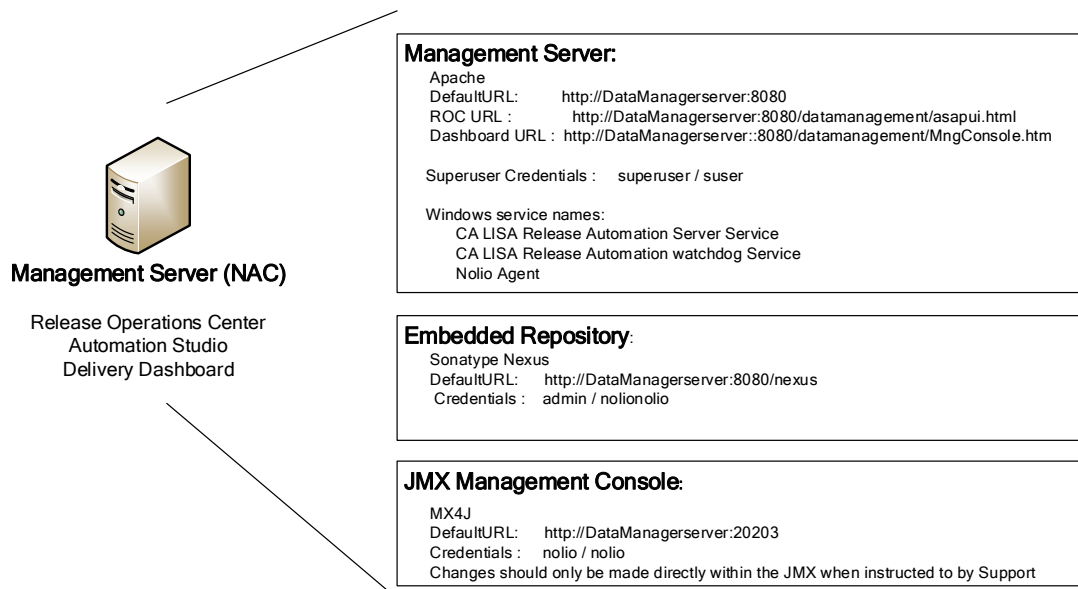 Management Server (NAC)
Release Operations Center
Automation Studio
Delivery Dashboard
Management Server:
Apache
DefaultURL: http://DataManagerserver:8080
ROC URL : http://DataManagerserver:8080/datamanagement/asapui.html
Dashboard URL : http://DataManagerserver::8080/datamanagement/MngConsole.htm
Superuser Credentials : superuser / suser
Windows service names:
CA LISA Release Automation Server Service
CA LISA Release Automation watchdog Service
Nolio Agent
Embedded Repository:
Sonatype Nexus
DefaultURL: http://DataManagerserver:8080/nexus
Credentials : admin / nolionolio
JMX Management Console:
MX4J
DefaultURL: http://DataManagerserver:20203
Credentials : nolio / nolio
Changes should only be made directly within the JMX when instructed to by Support